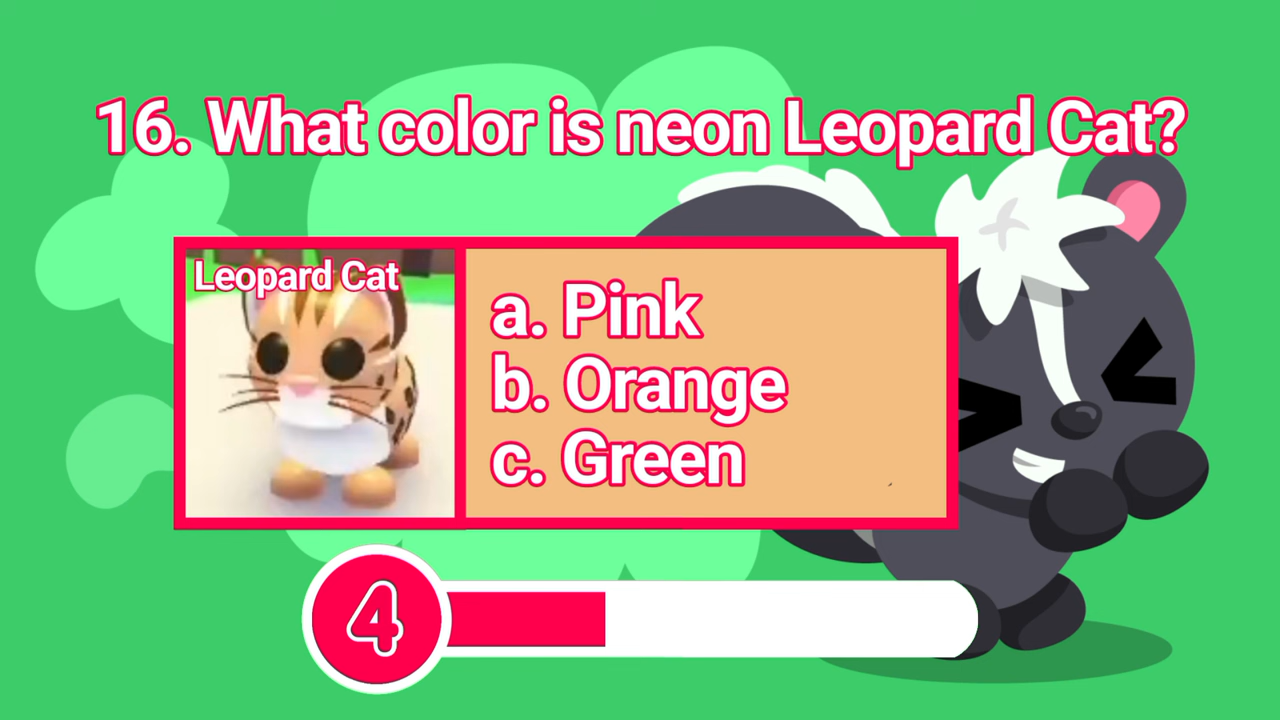 16. What color is neon Leopard Cat?
Leopard Cat
a. Pink
b. Orange
c. Green
4